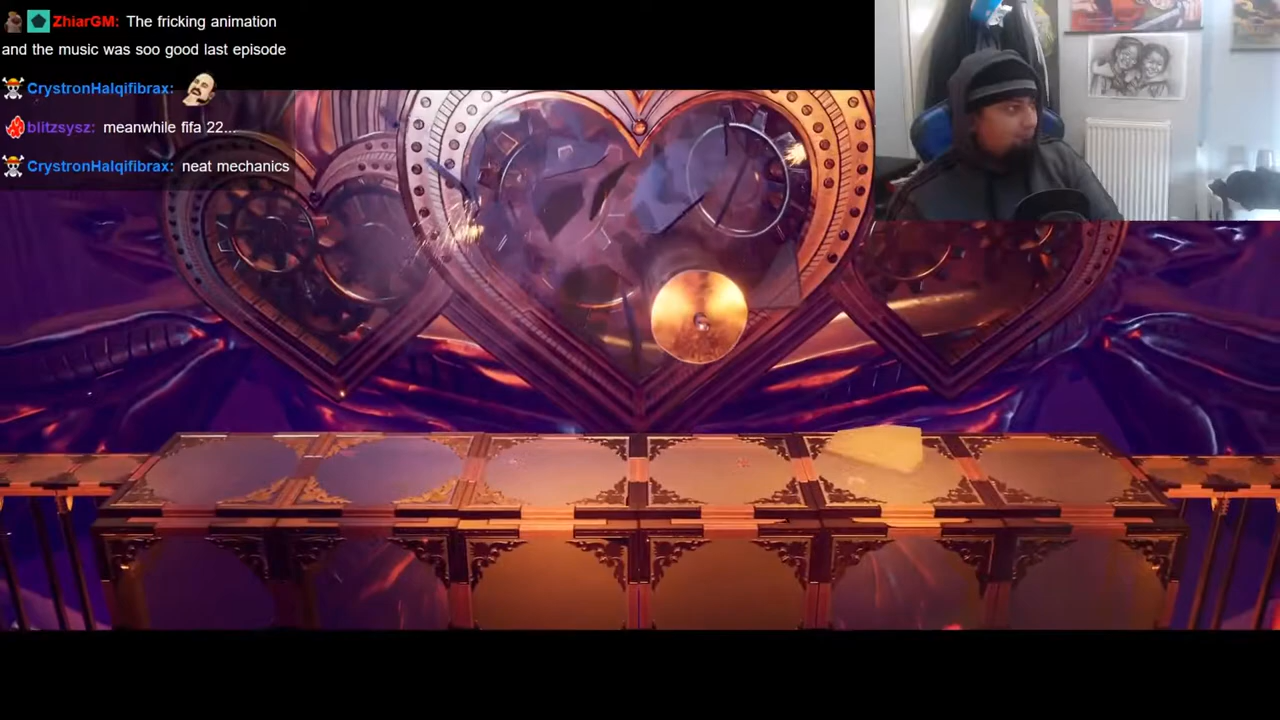 ZhiarGM: The fricking animation
and the music was soo good last episode
CrystronHalqifibrax:
blitzsysz: meanwhile fifa 22...
CrystronHalqifibrax: neat mechanics